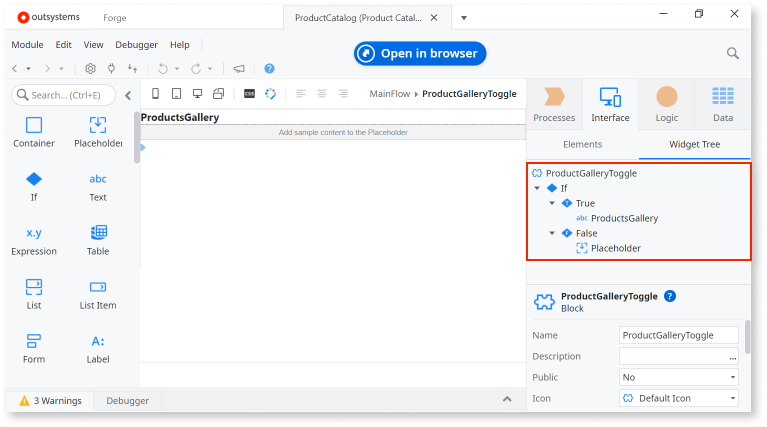 outsystems
Forge
ProductCatalog (Product Catal...
Module Edit View Debugger Help
Open in browser
CSS
MainFlow ▸ ProductGalleryToggle
Search... (Ctrl+E)
Container
Placeholder
If
abc
Text
x.y
Expression
Table
List
List Item
Form
A:
Label
ProductsGallery
Add sample content to the Placeholder
Processes
Interface
Logic
Data
Elements
Widget Tree
ProductGalleryToggle
If
True
abc ProductsGallery
False
Placeholder
ProductGalleryToggle ?
Block
Name ProductGalleryToggle
Description ...
Public No
Icon Default Icon
3 Warnings
Debugger